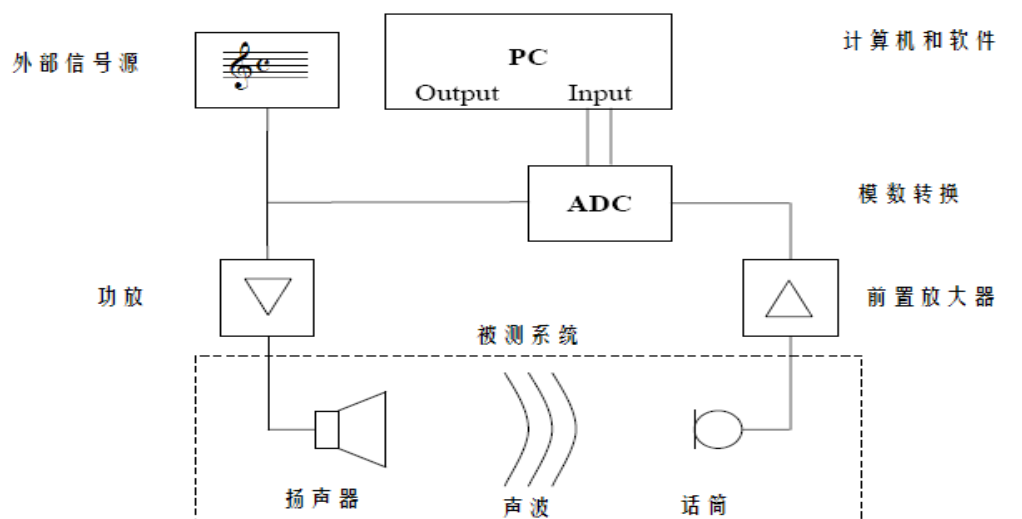 外部信号源
PC
Output Input
计算机和软件
ADC
模数转换
功放
前置放大器
被测系统
扬声器
声波
话筒